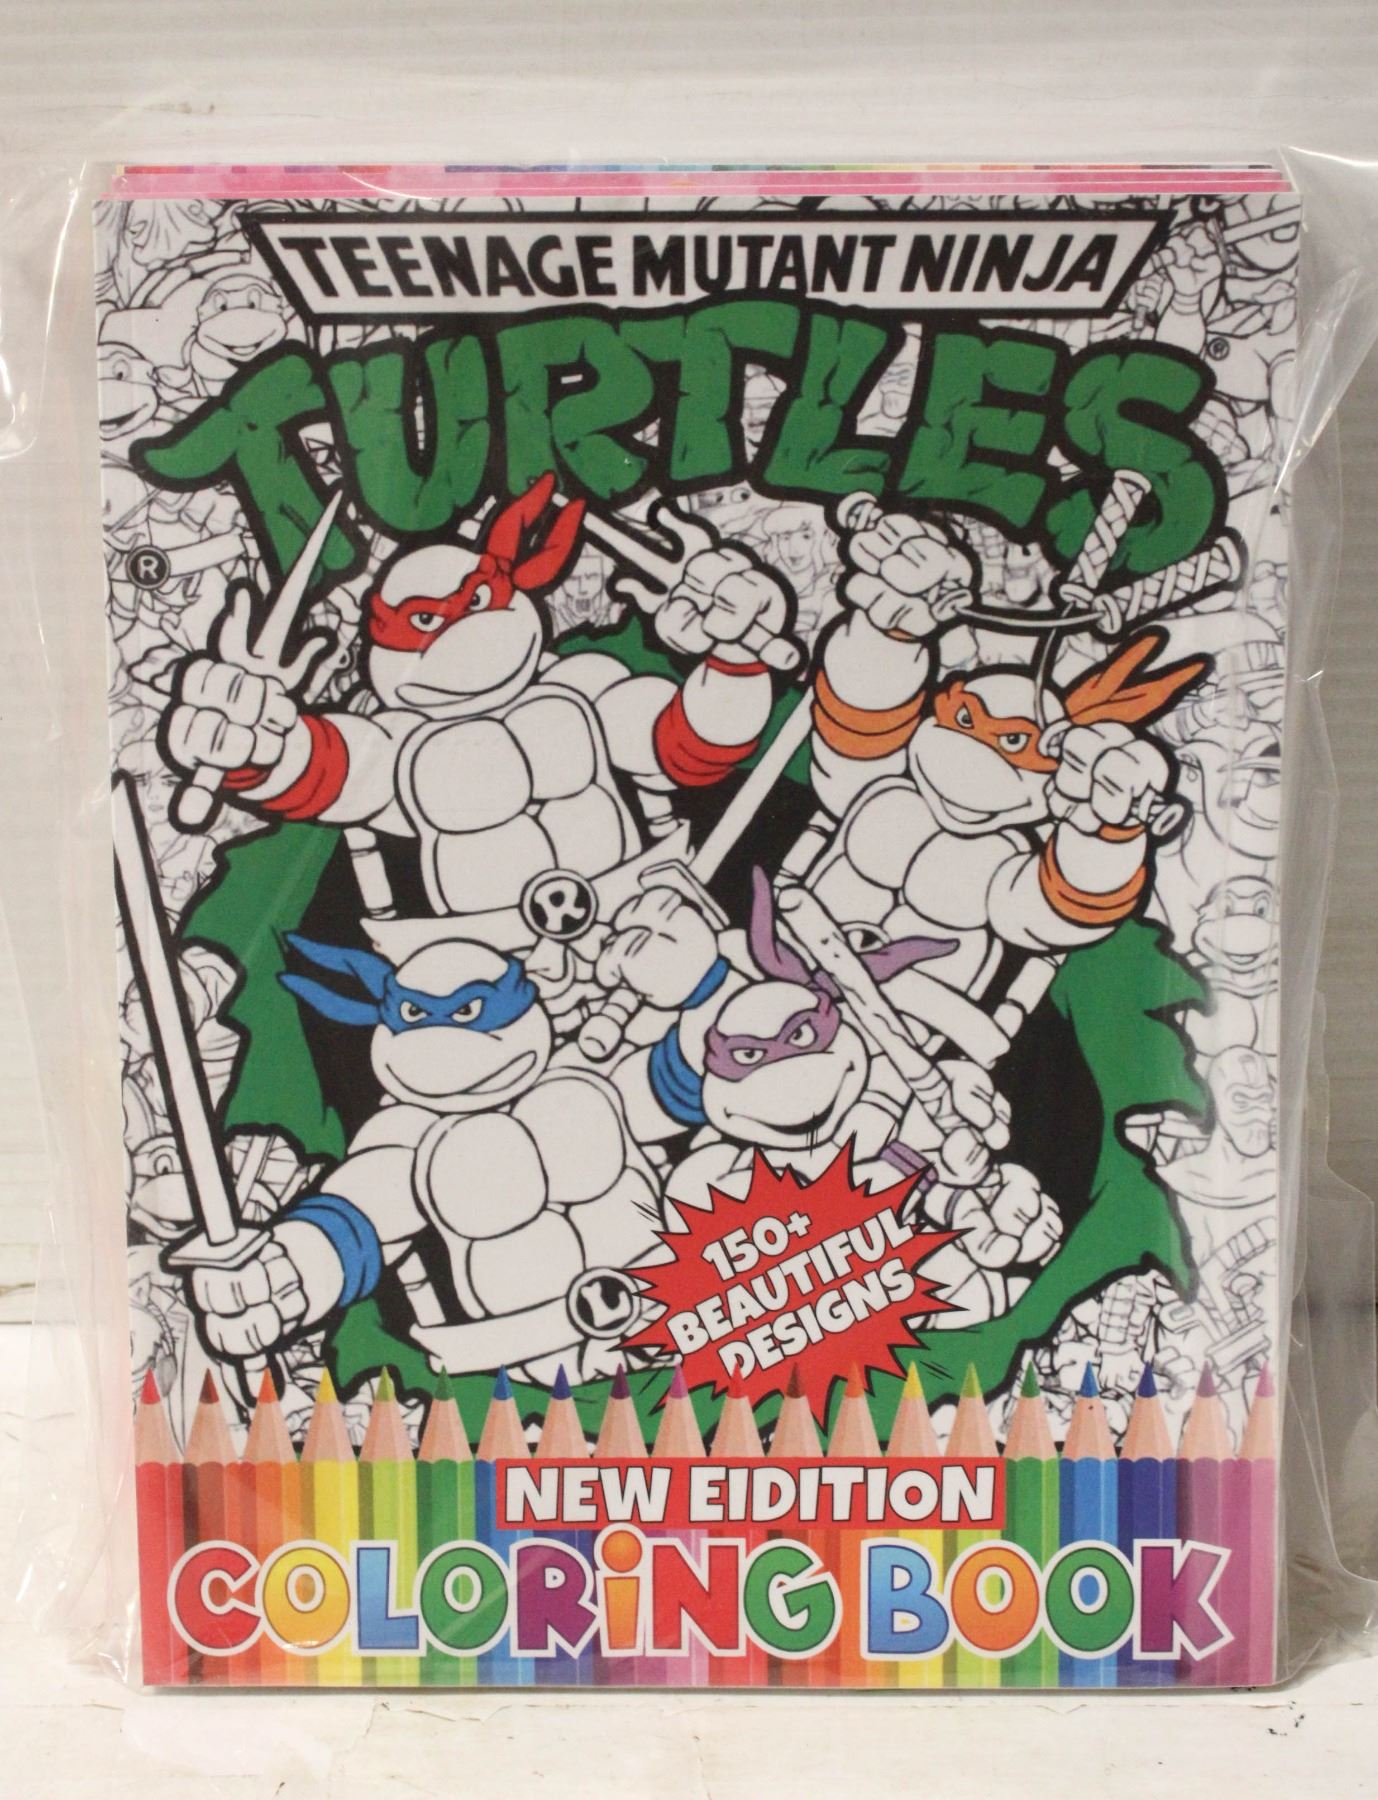 TEENAGE MUTANT NINJA
TURTLES
®
R
R
L
150+
BEAUTIFUL
DESIGNS
NEW EIDITION
COLORiNG BOOK